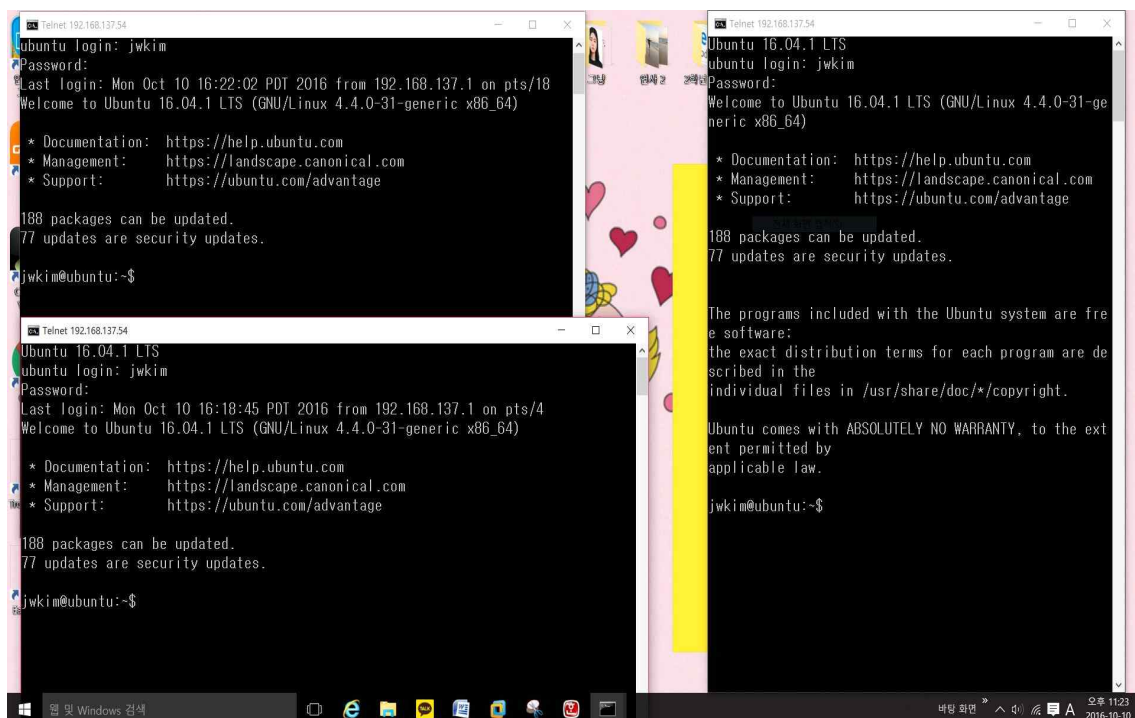 Telnet 192.168.137.54
ubuntu login: jwkim
Password:
Last login: Mon Oct 10 16:22:02 PDT 2016 from 192.168.137.1 on pts/18
Welcome to Ubuntu 16.04.1 LTS (GNU/Linux 4.4.0-31-generic x86_64)
* Documentation: https://help.ubuntu.com
* Management: https://landscape.canonical.com
* Support: https://ubuntu.com/advantage
188 packages can be updated.
77 updates are security updates.
jwkim@ubuntu:~$
Telnet 192.168.137.54
Ubuntu 16.04.1 LTS
ubuntu login: jwkim
Password:
Last login: Mon Oct 10 16:18:45 PDT 2016 from 192.168.137.1 on pts/4
Welcome to Ubuntu 16.04.1 LTS (GNU/Linux 4.4.0-31-generic x86_64)
* Documentation: https://help.ubuntu.com
* Management: https://landscape.canonical.com
* Support: https://ubuntu.com/advantage
188 packages can be updated.
77 updates are security updates.
jwkim@ubuntu:~$
Telnet 192.168.137.54
Ubuntu 16.04.1 LTS
ubuntu login: jwkim
Password:
Welcome to Ubuntu 16.04.1 LTS (GNU/Linux 4.4.0-31-ge
neric x86_64)
* Documentation: https://help.ubuntu.com
* Management: https://landscape.canonical.com
* Support: https://ubuntu.com/advantage
188 packages can be updated.
77 updates are security updates.
The programs included with the Ubuntu system are fre
e software;
the exact distribution terms for each program are de
scribed in the
individual files in /usr/share/doc/*/copyright.
Ubuntu comes with ABSOLUTELY NO WARRANTY, to the ext
ent permitted by
applicable law.
jwkim@ubuntu:~$
웹 및 Windows 검색
TALK
바탕 화면
A
오후 11:23
2016-10-10